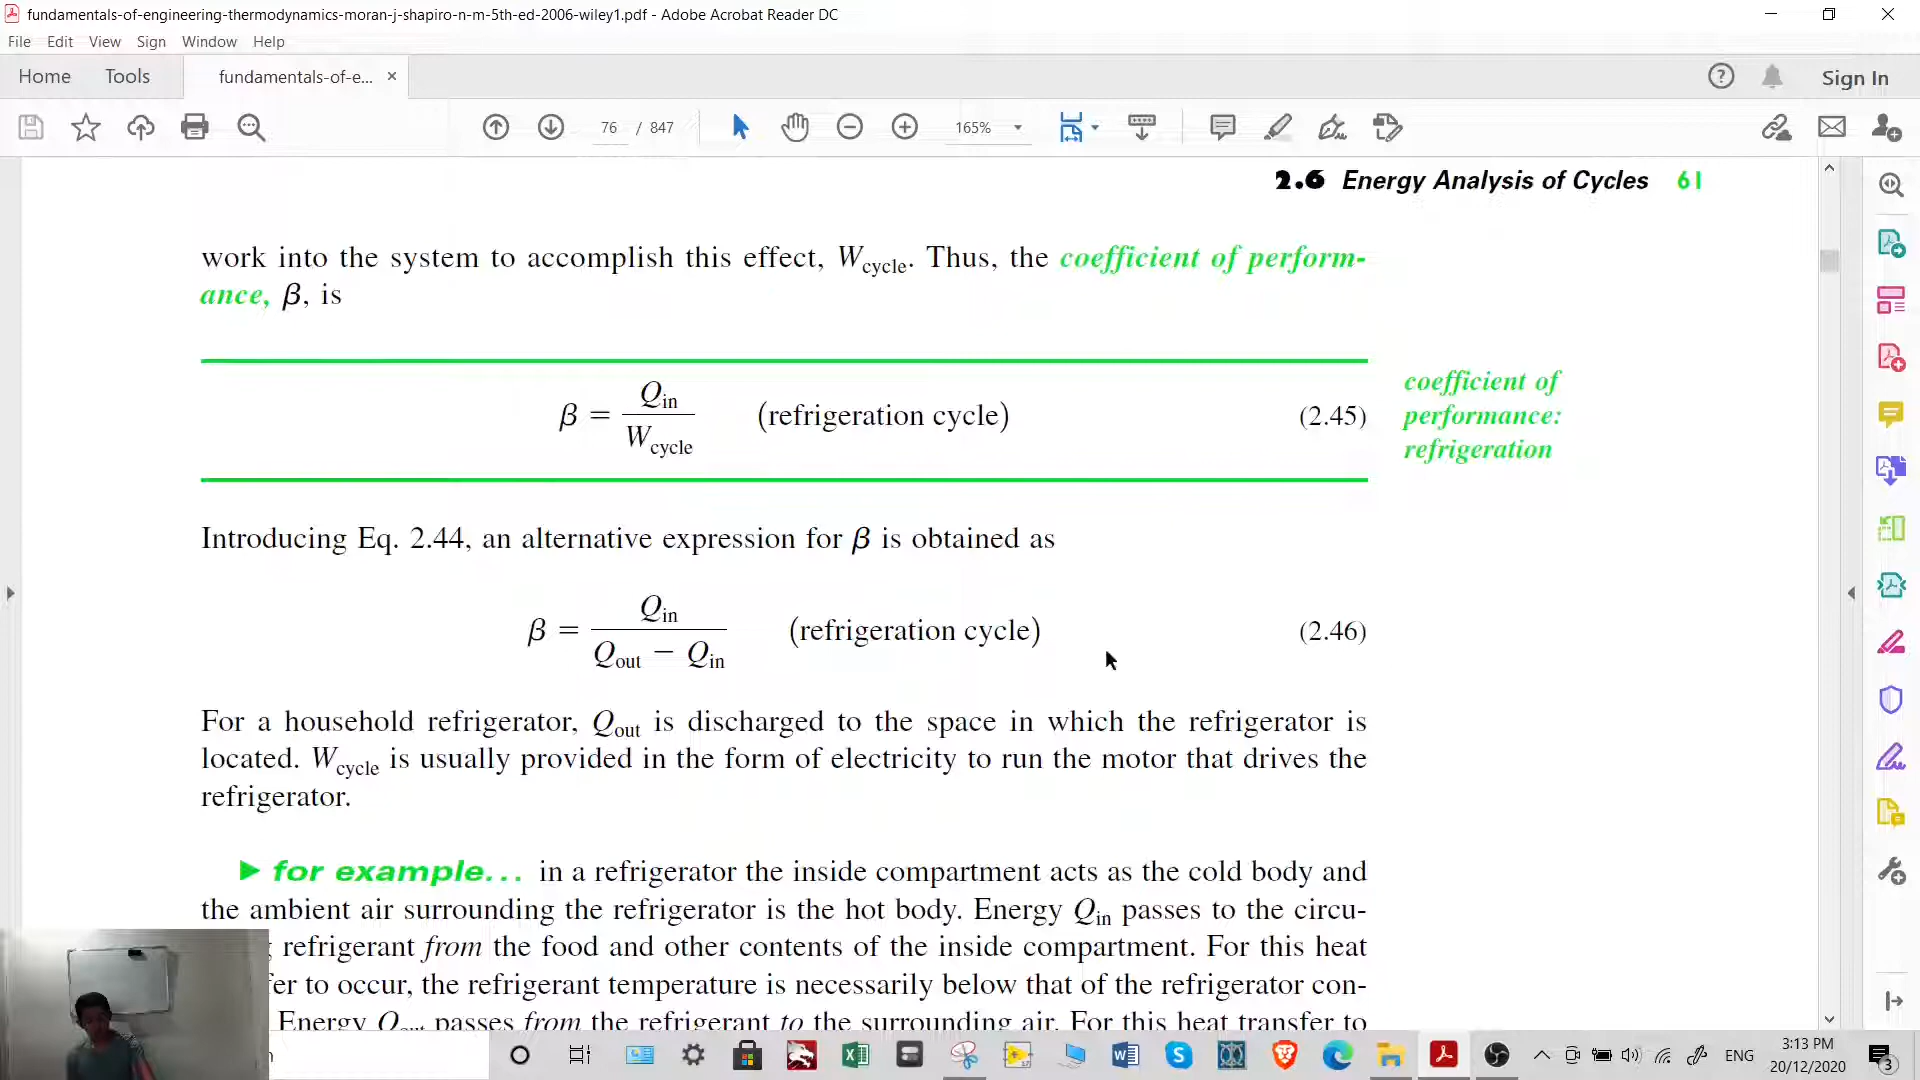 fundamentals-of-engineering-thermodynamics-moran-j-shapiro-n-m-5th-ed-2006-wiley1.pdf - Adobe Acrobat Reader DC
File Edit View Sign Window Help
Home Tools fundamentals-of-e... × Sign In
76 / 847 165%
2.6 Energy Analysis of Cycles 61
work into the system to accomplish this effect, Wcycle. Thus, the coefficient of perform-
ance, β, is
β = Qin / Wcycle (refrigeration cycle) (2.45)
coefficient of
performance:
refrigeration
Introducing Eq. 2.44, an alternative expression for β is obtained as
β = Qin / (Qout − Qin) (refrigeration cycle) (2.46)
For a household refrigerator, Qout is discharged to the space in which the refrigerator is
located. Wcycle is usually provided in the form of electricity to run the motor that drives the
refrigerator.
for example... in a refrigerator the inside compartment acts as the cold body and
the ambient air surrounding the refrigerator is the hot body. Energy Qin passes to the circu-
refrigerant from the food and other contents of the inside compartment. For this heat
fer to occur, the refrigerant temperature is necessarily below that of the refrigerator con-
Energy Qout passes from the refrigerant to the surrounding air. For this heat transfer to
ENG
3:13 PM
20/12/2020
3